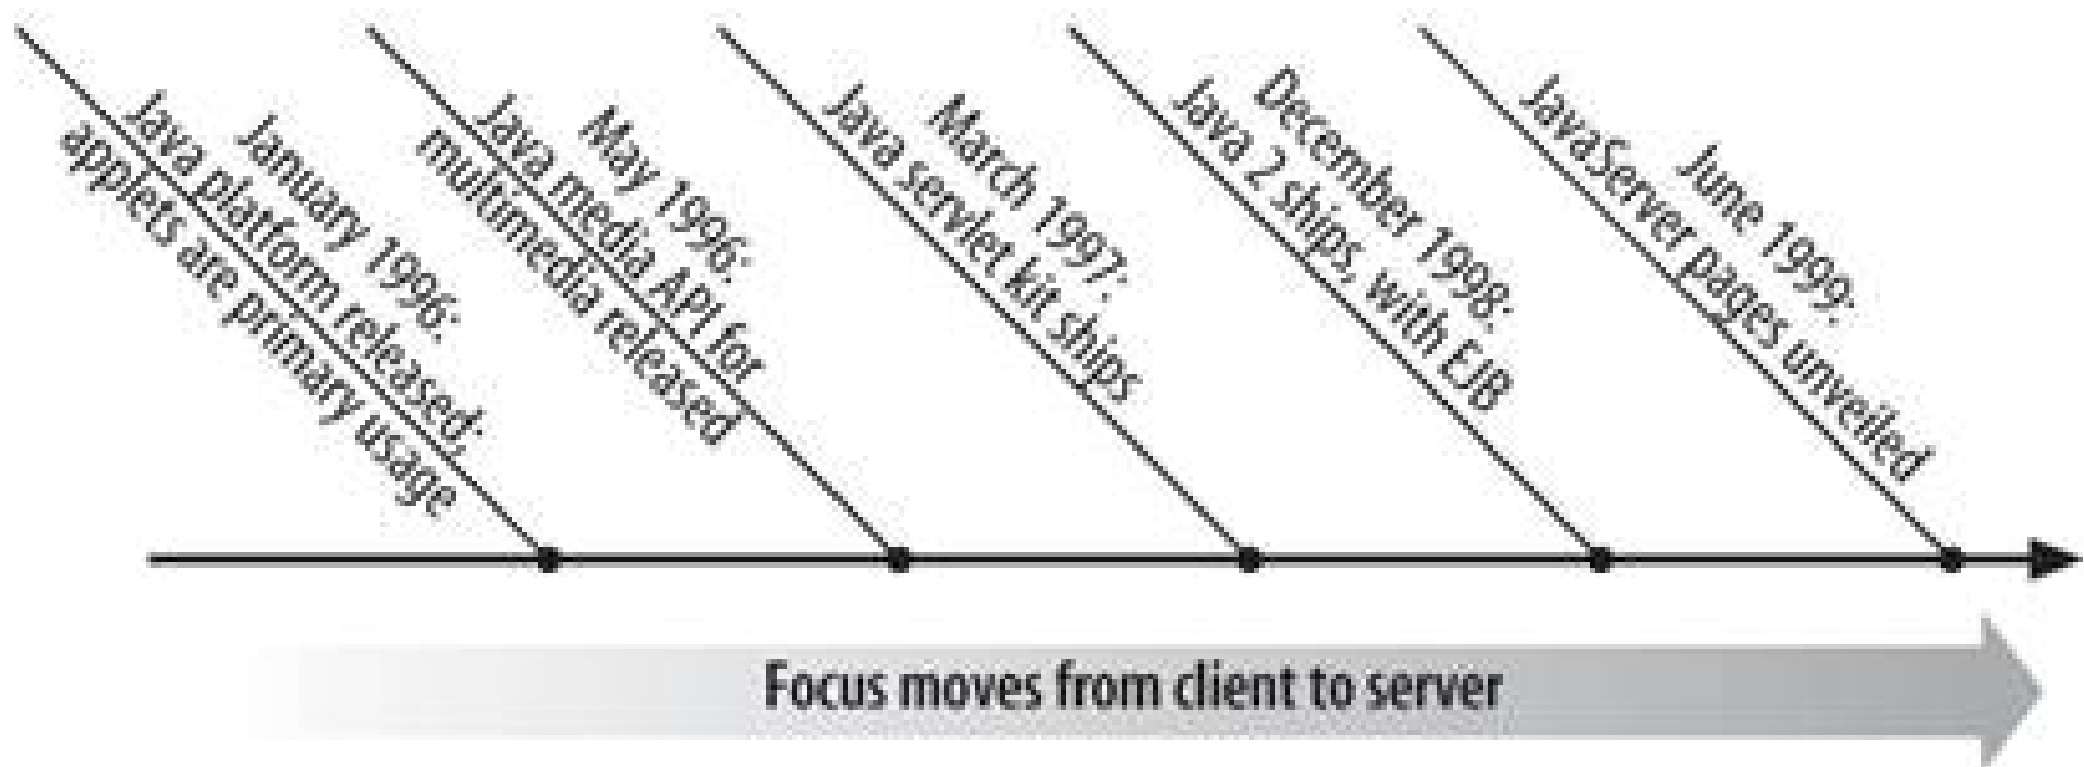 January 1996:
Java platform released;
applets are primary usage
May 1996:
Java media API for
multimedia released
March 1997:
Java servlet kit ships
December 1998:
Java 2 ships, with EJB
June 1999:
JavaServer pages unveiled
Focus moves from client to server